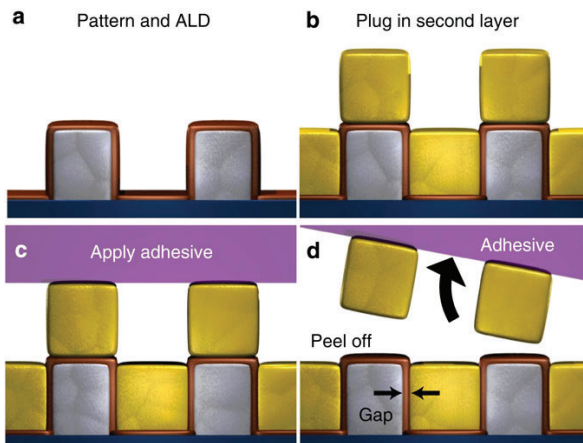 a Pattern and ALD
b Plug in second layer
c Apply adhesive
d Adhesive
Peel off
Gap